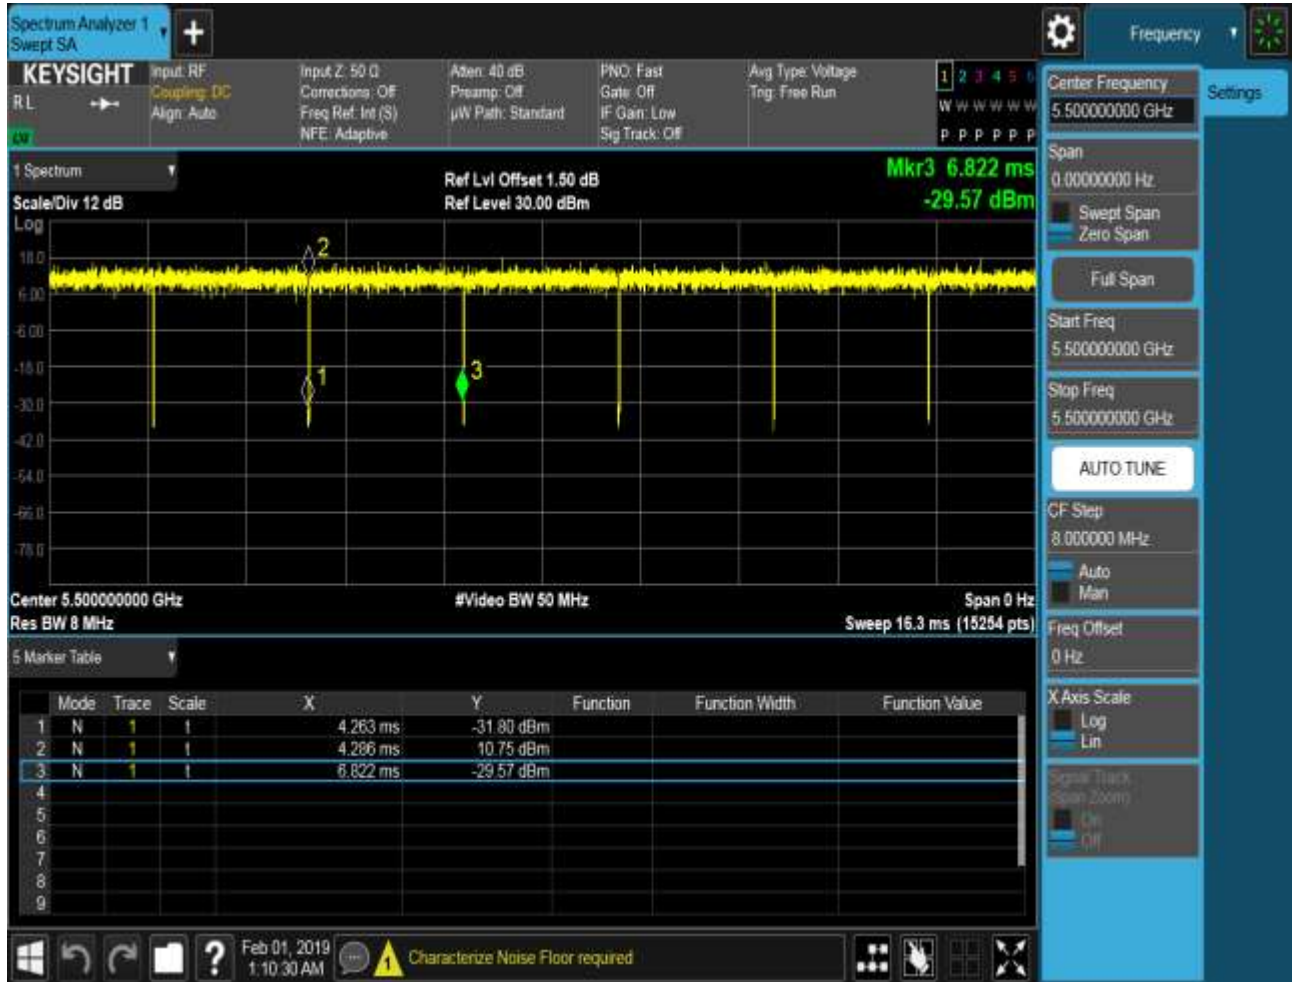 Spectrum Analyzer 1
Swept SA
Frequency
KEYSIGHT
R L
Input: RF
Coupling: DC
Align: Auto
Input Z: 50 Ω
Corrections: Off
Freq Ref: Int (S)
NFE: Adaptive
Atten: 40 dB
Preamp: Off
µW Path: Standard
PNO: Fast
Gate: Off
IF Gain: Low
Sig Track: Off
Avg Type: Voltage
Trig: Free Run
1 2 3 4 5 6
W W W W W W
P P P P P P
1 Spectrum
Scale/Div 12 dB
Ref Lvl Offset 1.50 dB
Ref Level 30.00 dBm
Mkr3 6.822 ms
-29.57 dBm
Log
18.0
6.00
-6.00
-18.0
-30.0
-42.0
-54.0
-66.0
-78.0
2
1
3
Center 5.500000000 GHz
#Video BW 50 MHz
Span 0 Hz
Res BW 8 MHz
Sweep 16.3 ms (15254 pts)
5 Marker Table
Mode Trace Scale X Y Function Function Width Function Value
1 N 1 t 4.263 ms -31.80 dBm
2 N 1 t 4.286 ms 10.75 dBm
3 N 1 t 6.822 ms -29.57 dBm
4
5
6
7
8
9
Feb 01, 2019
1:10:30 AM
1
Characterize Noise Floor required
Settings
Center Frequency
5.500000000 GHz
Span
0.00000000 Hz
Swept Span
Zero Span
Full Span
Start Freq
5.500000000 GHz
Stop Freq
5.500000000 GHz
AUTO TUNE
CF Step
8.000000 MHz
Auto
Man
Freq Offset
0 Hz
X Axis Scale
Log
Lin
Signal Track
(Span Zoom)
On
Off